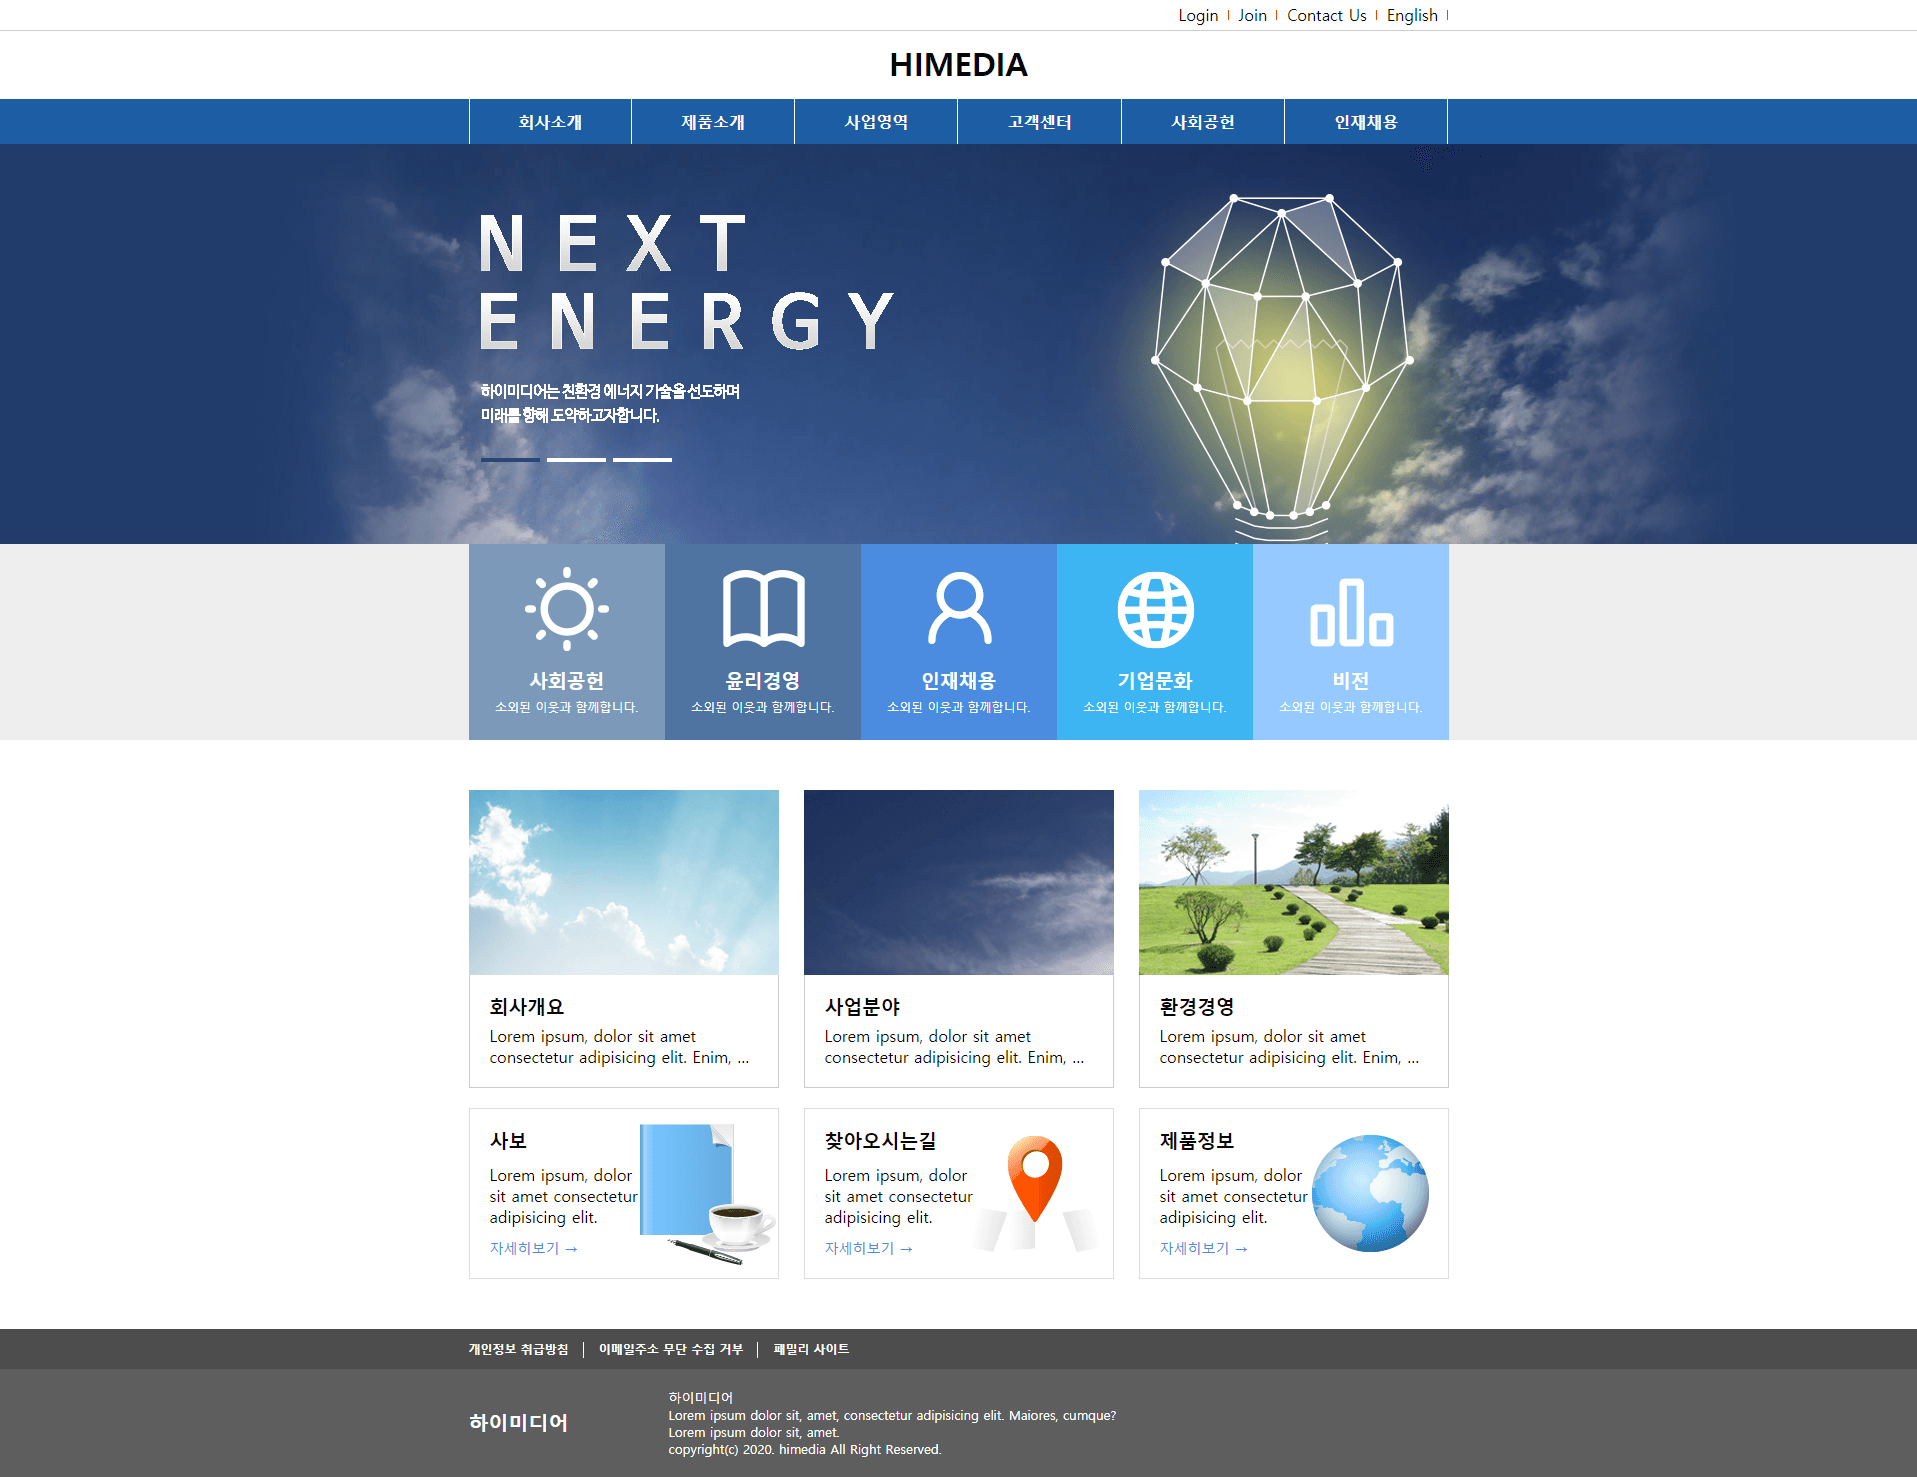 Login Join Contact Us English
HIMEDIA
회사소개 제품소개 사업영역 고객센터 사회공헌 인재채용
NEXT
ENERGY
하이미디어는 친환경 에너지 기술을 선도하며
미래를 향해 도약하고자합니다.
사회공헌 윤리경영 인재채용 기업문화 비전
소외된 이웃과 함께합니다. 소외된 이웃과 함께합니다. 소외된 이웃과 함께합니다. 소외된 이웃과 함께합니다. 소외된 이웃과 함께합니다.
회사개요
Lorem ipsum, dolor sit amet
consectetur adipisicing elit. Enim, ...
사업분야
Lorem ipsum, dolor sit amet
consectetur adipisicing elit. Enim, ...
환경경영
Lorem ipsum, dolor sit amet
consectetur adipisicing elit. Enim, ...
사보
Lorem ipsum, dolor
sit amet consectetur
adipisicing elit.
자세히보기 →
찾아오시는길
Lorem ipsum, dolor
sit amet consectetur
adipisicing elit.
자세히보기 →
제품정보
Lorem ipsum, dolor
sit amet consectetur
adipisicing elit.
자세히보기 →
개인정보 취급방침 이메일주소 무단 수집 거부 패밀리 사이트
하이미디어
하이미디어
Lorem ipsum dolor sit, amet, consectetur adipisicing elit. Maiores, cumque?
Lorem ipsum dolor sit, amet.
copyright(c) 2020. himedia All Right Reserved.